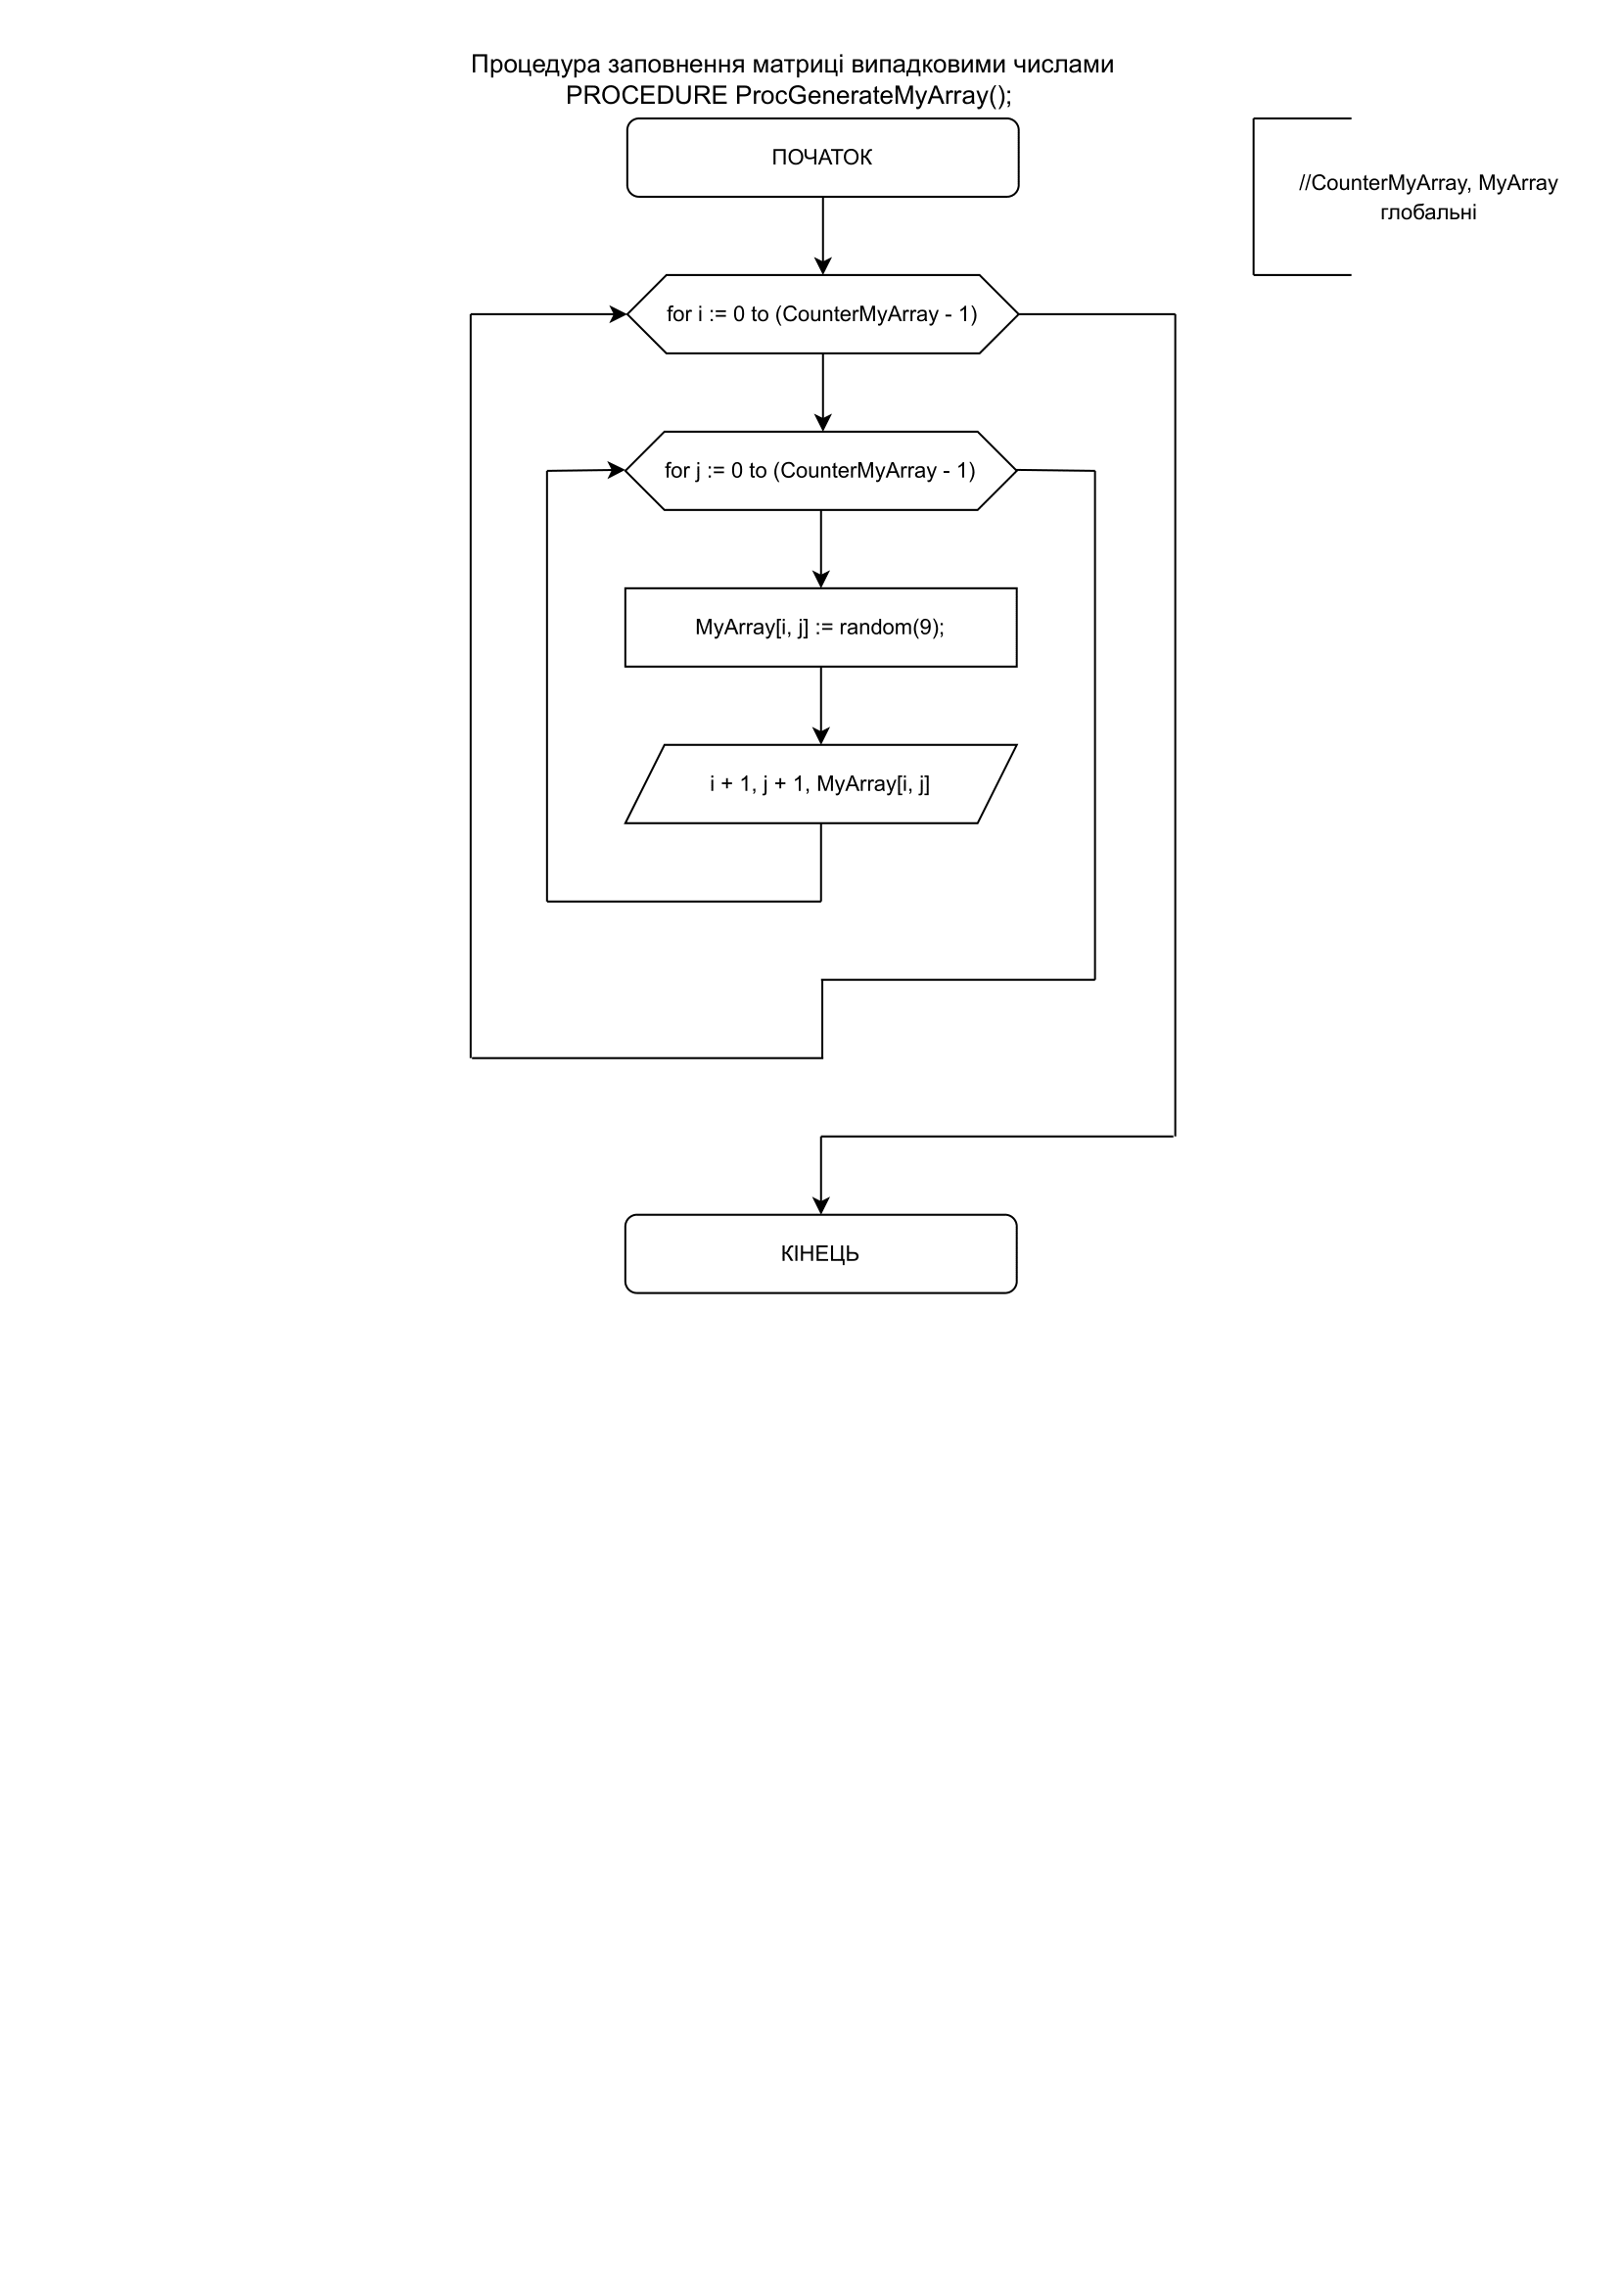 Процедура заповнення матриці випадковими числами
PROCEDURE ProcGenerateMyArray();
ПОЧАТОК
//CounterMyArray, MyArray
глобальні
for i := 0 to (CounterMyArray - 1)
for j := 0 to (CounterMyArray - 1)
MyArray[i, j] := random(9);
i + 1, j + 1, MyArray[i, j]
КІНЕЦЬ